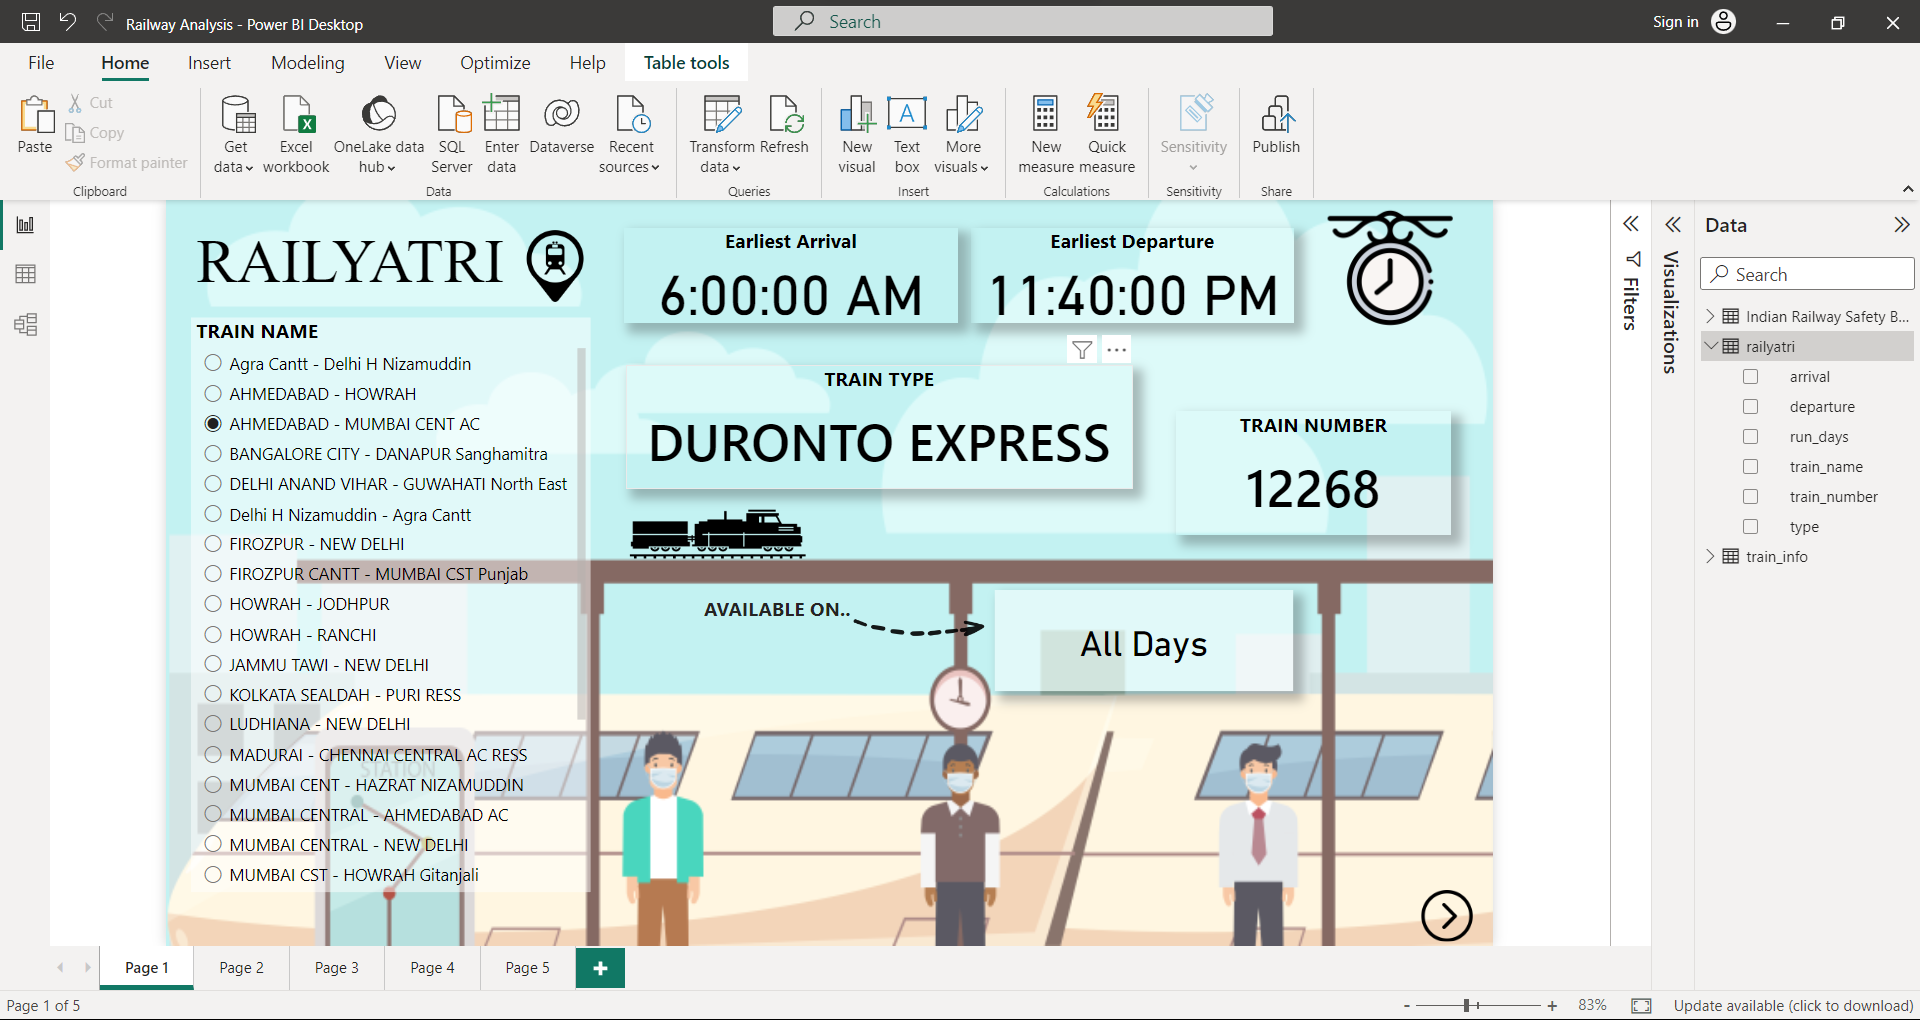 Railway Analysis - Power BI Desktop
Search
Sign in
File Home Insert Modeling View Optimize Help Table tools
Paste
Cut
Copy
Format painter
Clipboard
Get data
Excel workbook
OneLake data hub
SQL Server
Enter data
Dataverse
Recent sources
Data
Transform data
Refresh
Queries
New visual
Text box
More visuals
Insert
New measure
Quick measure
Calculations
Sensitivity
Sensitivity
Publish
Share
RAILYATRI
TRAIN NAME
Agra Cantt - Delhi H Nizamuddin
AHMEDABAD - HOWRAH
AHMEDABAD - MUMBAI CENT AC
BANGALORE CITY - DANAPUR Sanghamitra
DELHI ANAND VIHAR - GUWAHATI North East
Delhi H Nizamuddin - Agra Cantt
FIROZPUR - NEW DELHI
FIROZPUR CANTT - MUMBAI CST Punjab
HOWRAH - JODHPUR
HOWRAH - RANCHI
JAMMU TAWI - NEW DELHI
KOLKATA SEALDAH - PURI RESS
LUDHIANA - NEW DELHI
MADURAI - CHENNAI CENTRAL AC RESS
STATION
MUMBAI CENT - HAZRAT NIZAMUDDIN
MUMBAI CENTRAL - AHMEDABAD AC
MUMBAI CENTRAL - NEW DELHI
MUMBAI CST - HOWRAH Gitanjali
Earliest Arrival
6:00:00 AM
Earliest Departure
11:40:00 PM
TRAIN TYPE
DURONTO EXPRESS
TRAIN NUMBER
12268
AVAILABLE ON..
All Days
Filters
Visualizations
Data
Search
Indian Railway Safety B...
railyatri
arrival
departure
run_days
train_name
train_number
type
train_info
Page 1 Page 2 Page 3 Page 4 Page 5 +
Page 1 of 5
- + 83%
Update available (click to download)